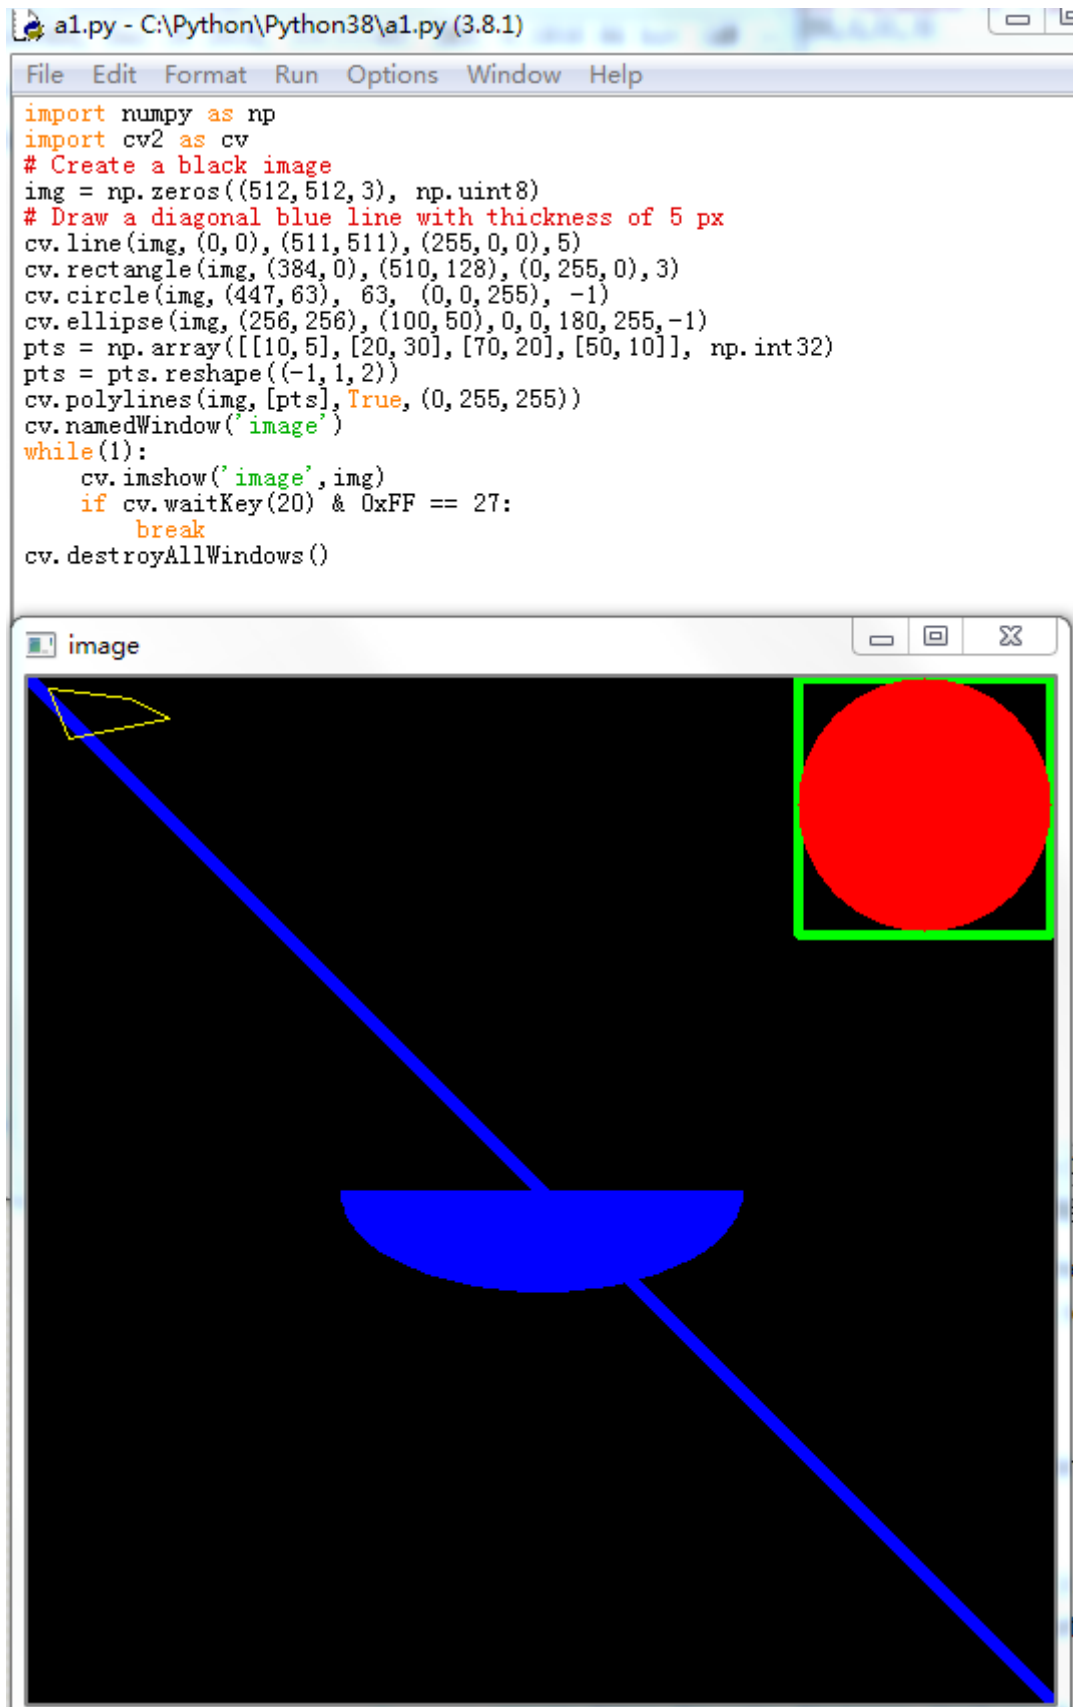 a1.py - C:\Python\Python38\a1.py (3.8.1)
File Edit Format Run Options Window Help
import numpy as np
import cv2 as cv
# Create a black image
img = np.zeros((512,512,3), np.uint8)
# Draw a diagonal blue line with thickness of 5 px
cv.line(img,(0,0),(511,511),(255,0,0),5)
cv.rectangle(img,(384,0),(510,128),(0,255,0),3)
cv.circle(img,(447,63), 63, (0,0,255), -1)
cv.ellipse(img,(256,256),(100,50),0,0,180,255,-1)
pts = np.array([[10,5],[20,30],[70,20],[50,10]], np.int32)
pts = pts.reshape((-1,1,2))
cv.polylines(img,[pts],True,(0,255,255))
cv.namedWindow('image')
while(1):
    cv.imshow('image',img)
    if cv.waitKey(20) & 0xFF == 27:
        break
cv.destroyAllWindows()
image